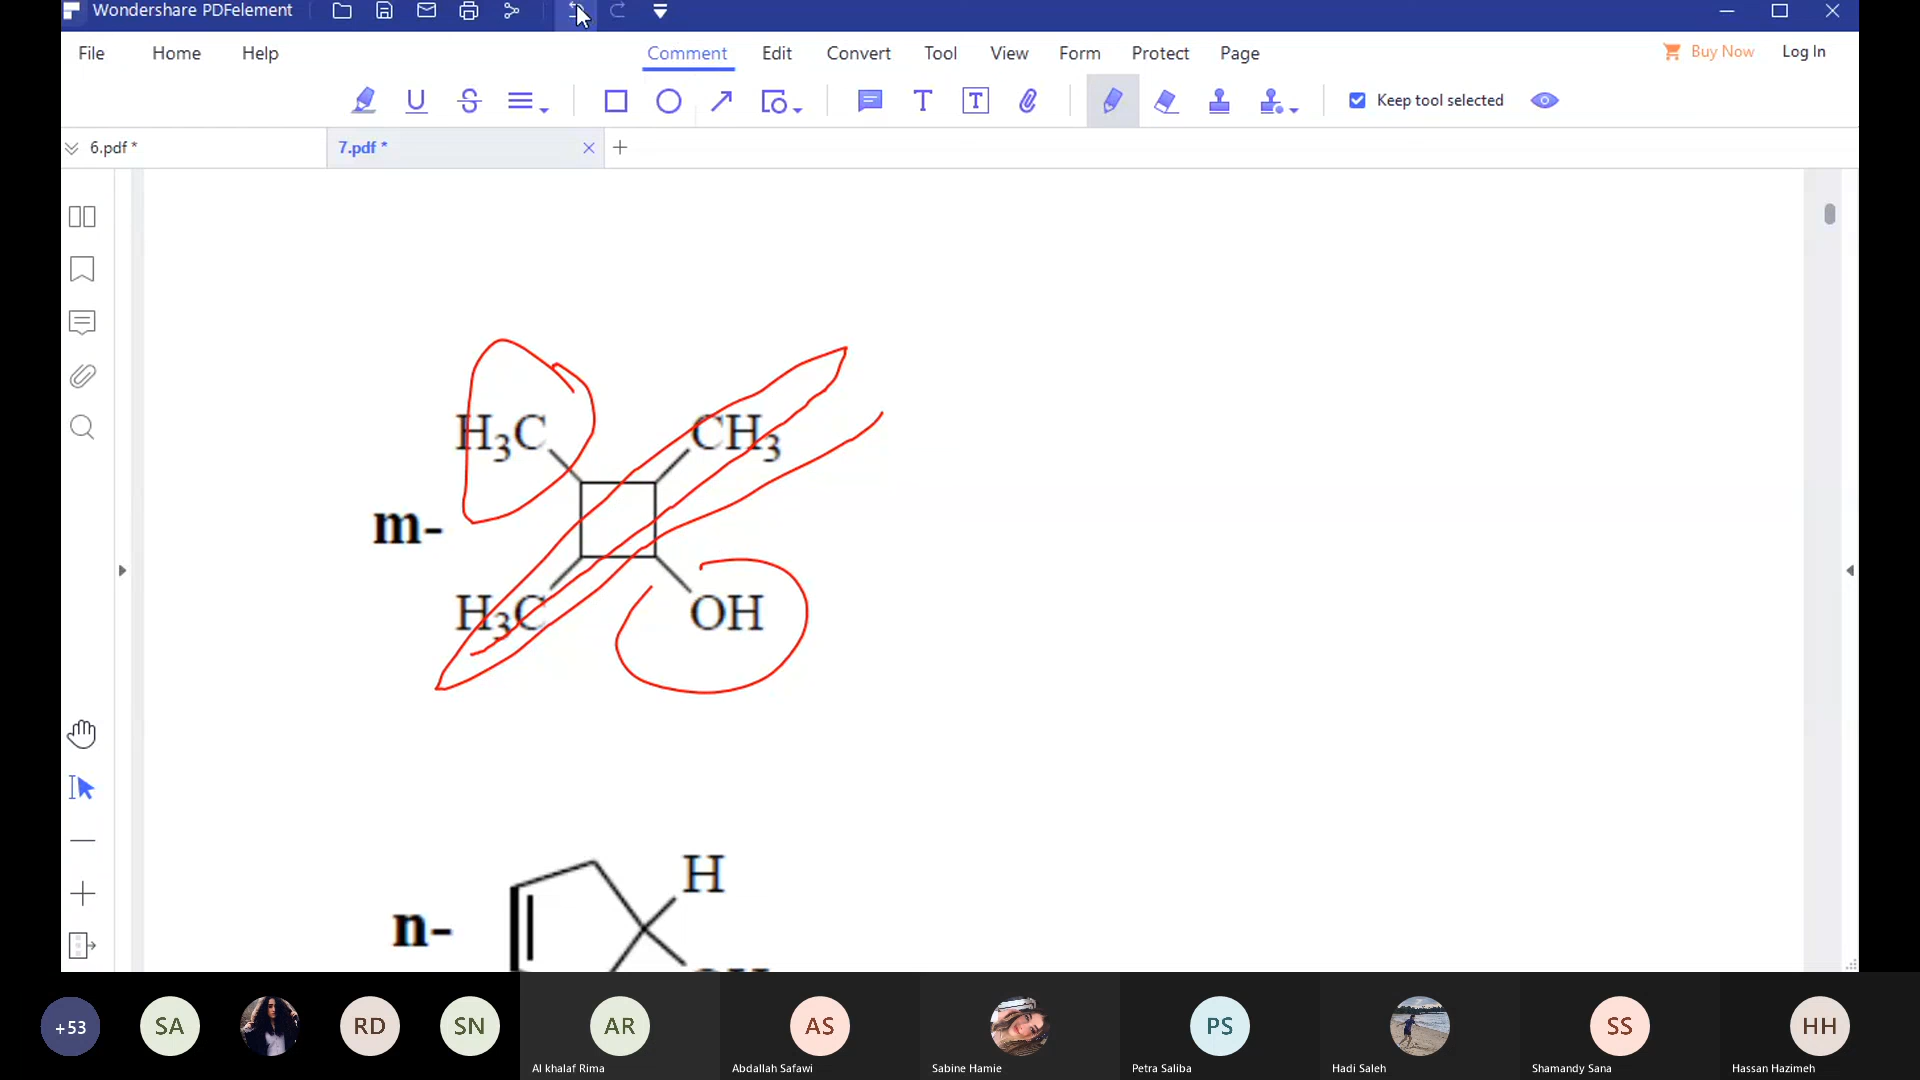 Wondershare PDFelement
File Home Help Comment Edit Convert Tool View Form Protect Page Buy Now Log In
Keep tool selected
6.pdf * 7.pdf *
H₃C CH₃
m-
H₃C OH
H
n-
+53 SA RD SN AR AS PS SS HH
Al khalaf Rima Abdallah Safawi Sabine Hamie Petra Saliba Hadi Saleh Shamandy Sana Hassan Hazimeh